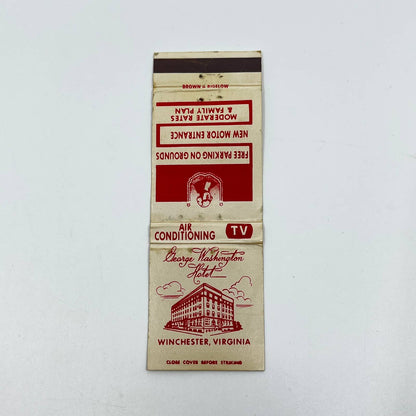 BROWN & BIGELOW
MODERATE RATES
& FAMILY PLAN
NEW MOTOR ENTRANCE
FREE PARKING ON GROUNDS
AIR
CONDITIONING
TV
George Washington
Hotel
WINCHESTER, VIRGINIA
CLOSE COVER BEFORE STRIKING